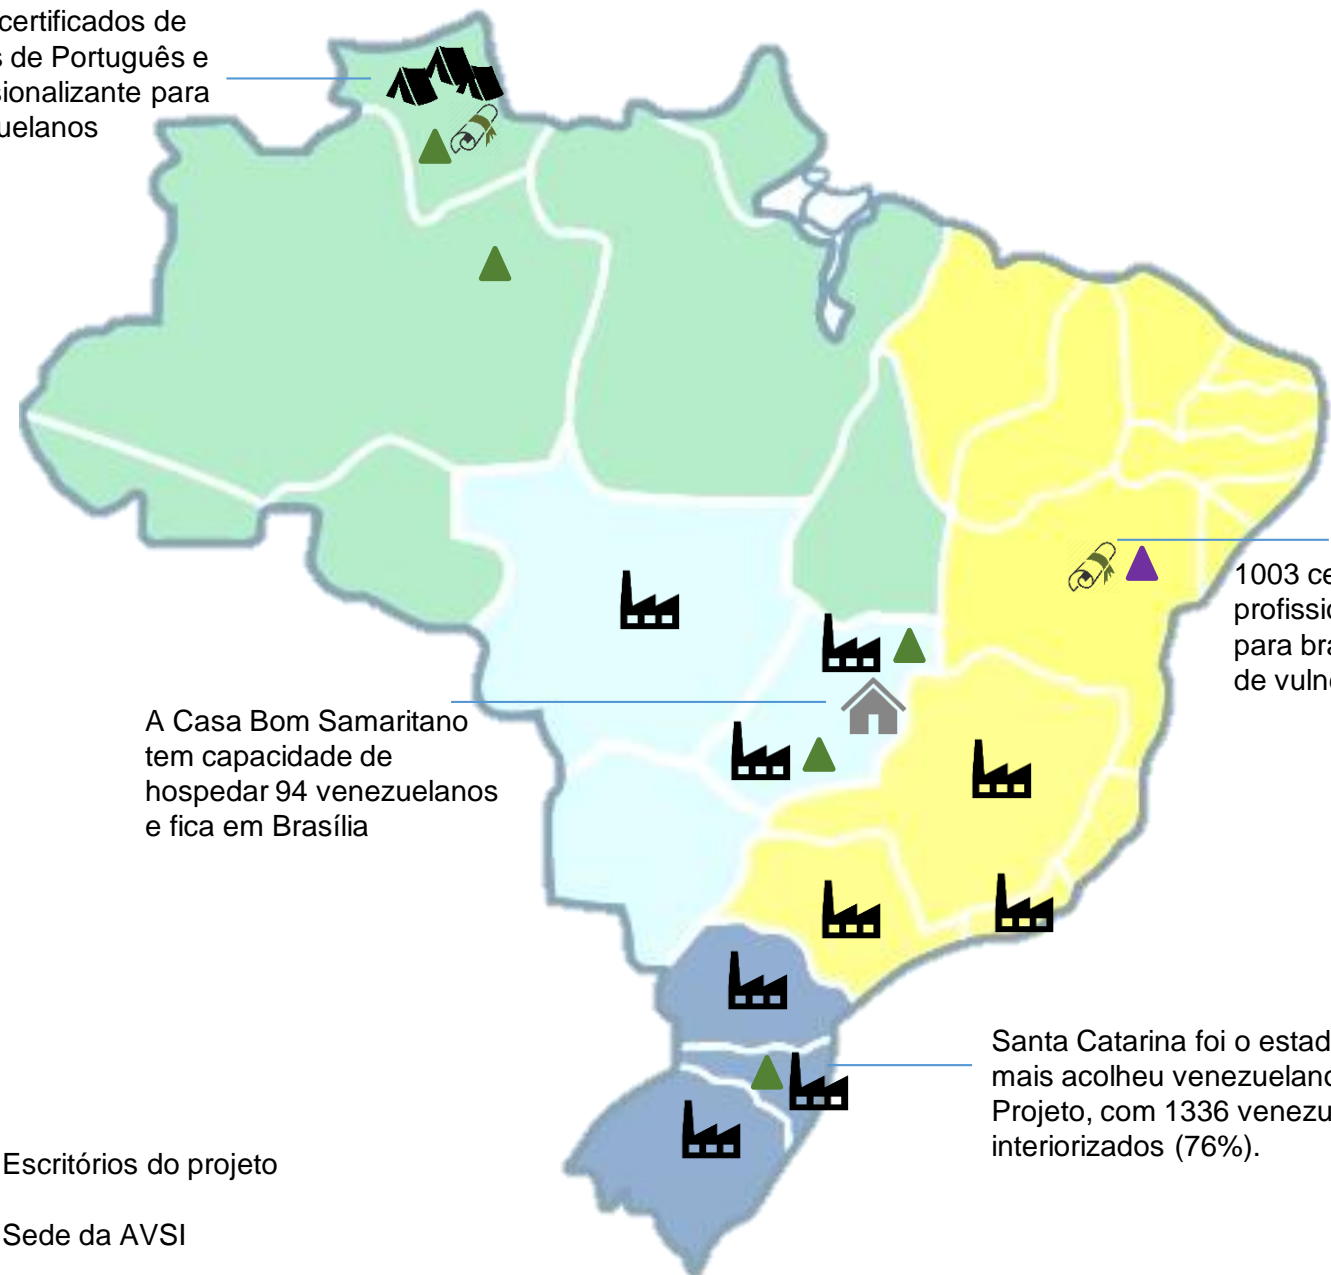 certificados de
s de Português e
sionalizante para
uelanos
1003 ce
profissio
para bra
de vulne
A Casa Bom Samaritano
tem capacidade de
hospedar 94 venezuelanos
e fica em Brasília
Santa Catarina foi o estad
mais acolheu venezuelano
Projeto, com 1336 venezu
interiorizados (76%).
Escritórios do projeto
Sede da AVSI